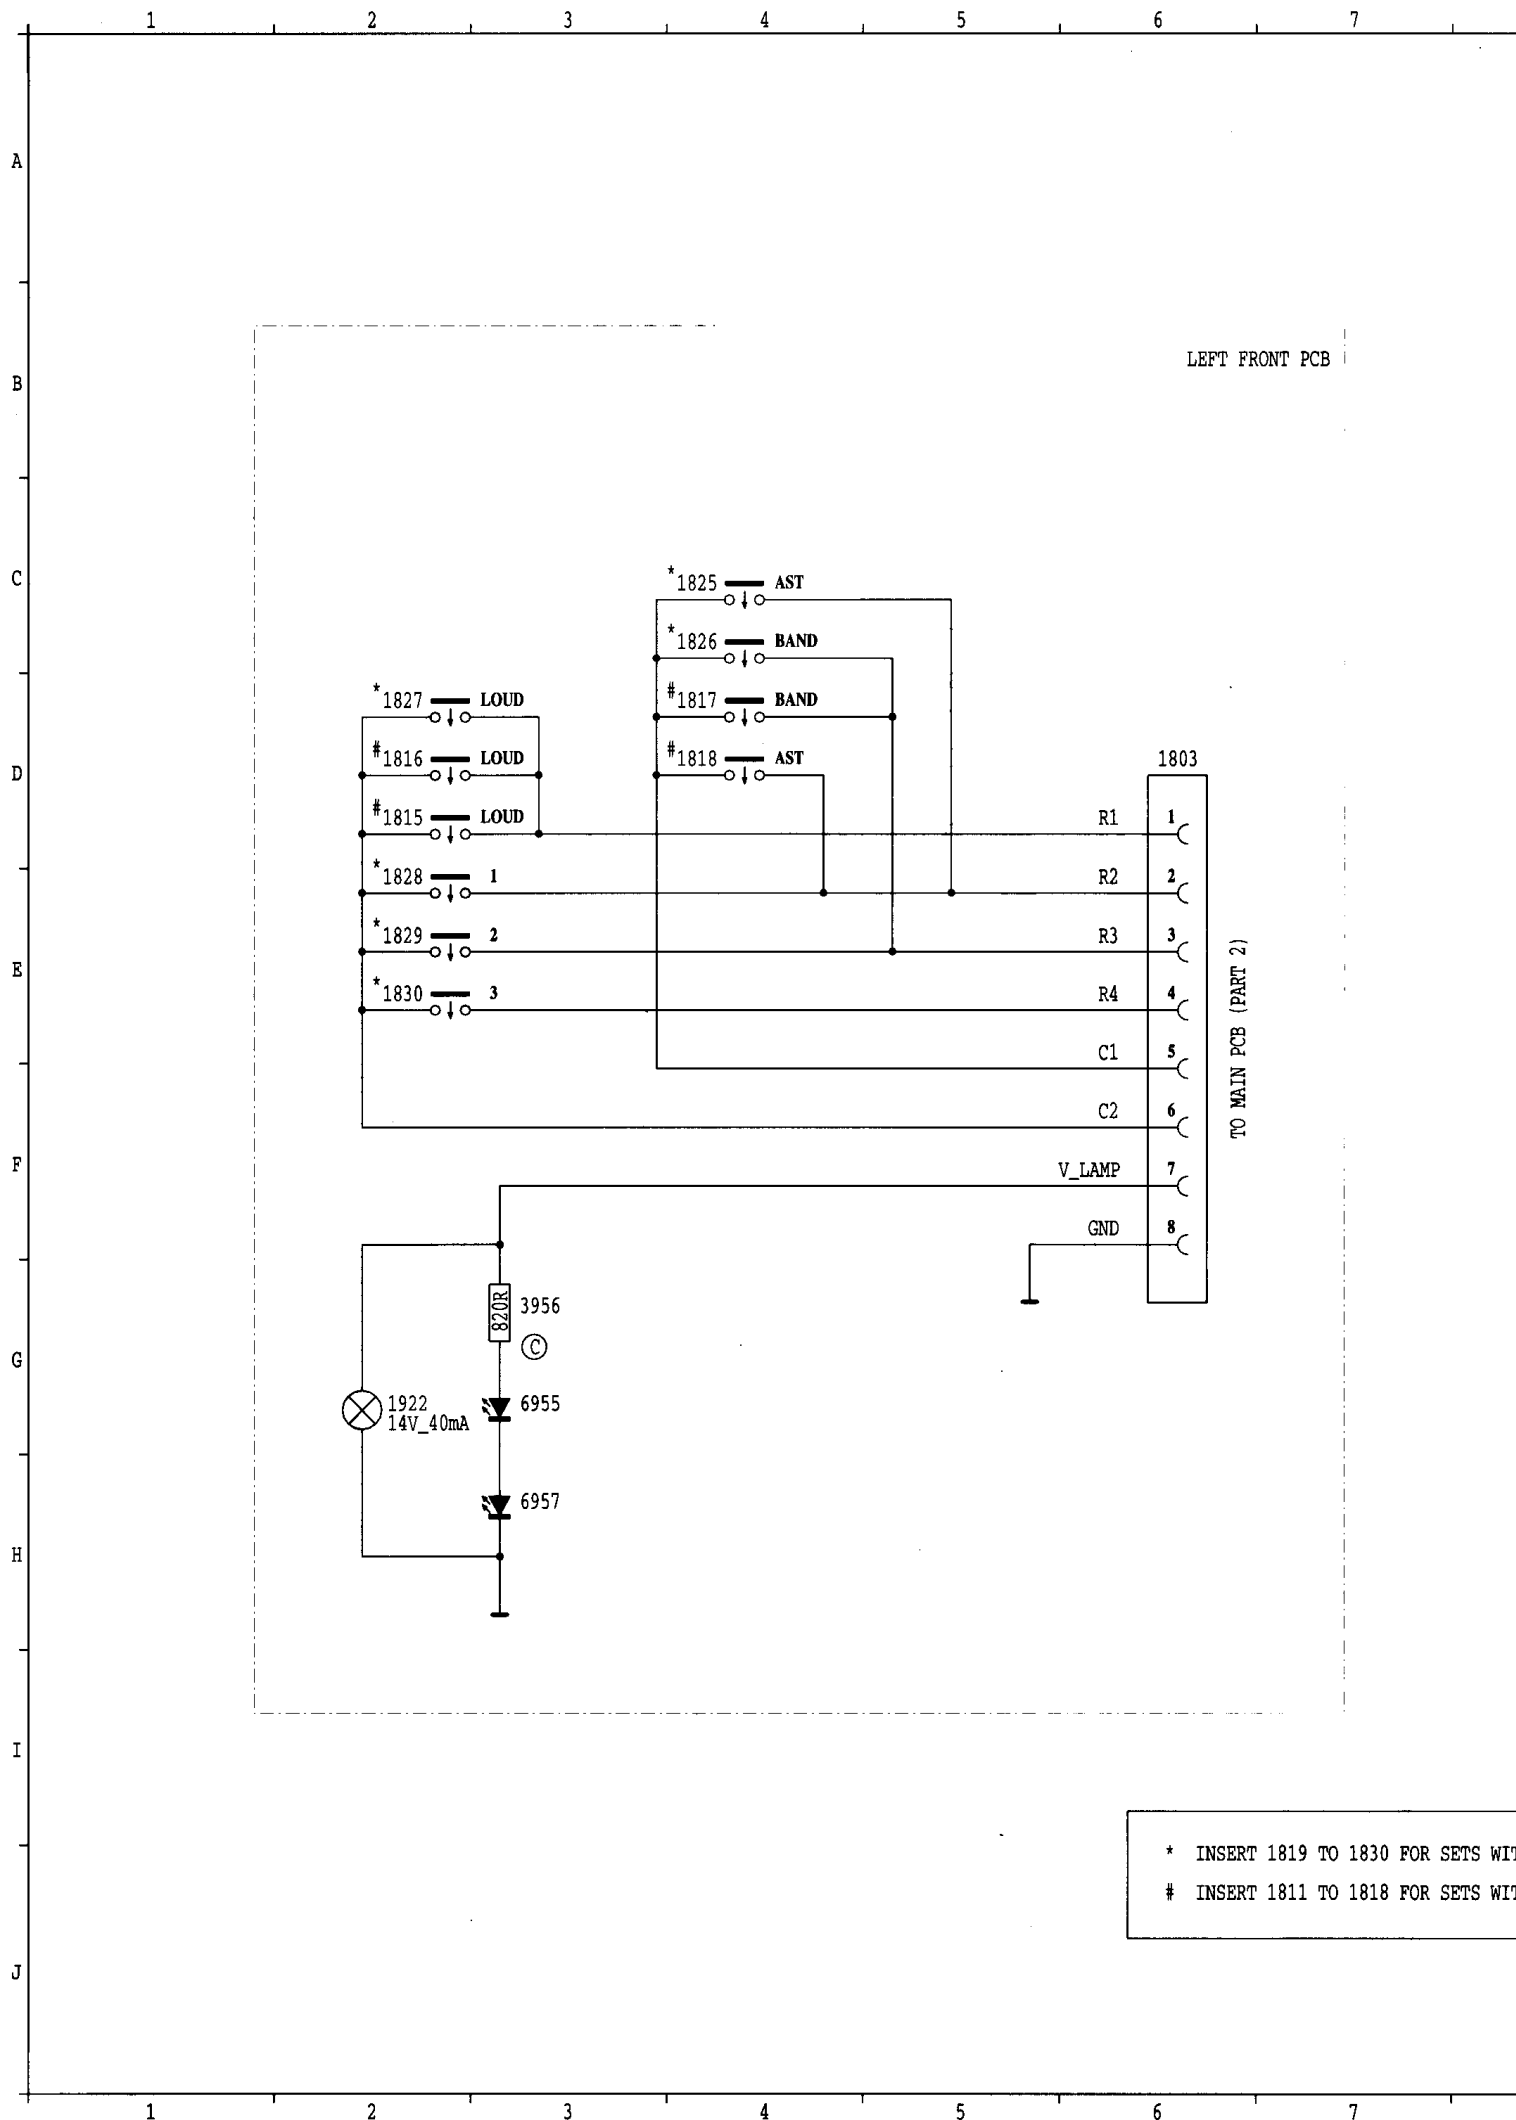 1 2 3 4 5 6 7
A
B
C
D
E
F
G
H
I
J
LEFT FRONT PCB
*1825 AST
*1826 BAND
#1817 BAND
#1818 AST
*1827 LOUD
#1816 LOUD
#1815 LOUD
*1828 1
*1829 2
*1830 3
1803
R1 1
R2 2
R3 3
R4 4
C1 5
C2 6
V_LAMP 7
GND 8
TO MAIN PCB (PART 2)
820R
3956
C
1922
14V_40mA
6955
6957
* INSERT 1819 TO 1830 FOR SETS WIT
# INSERT 1811 TO 1818 FOR SETS WIT
1 2 3 4 5 6 7